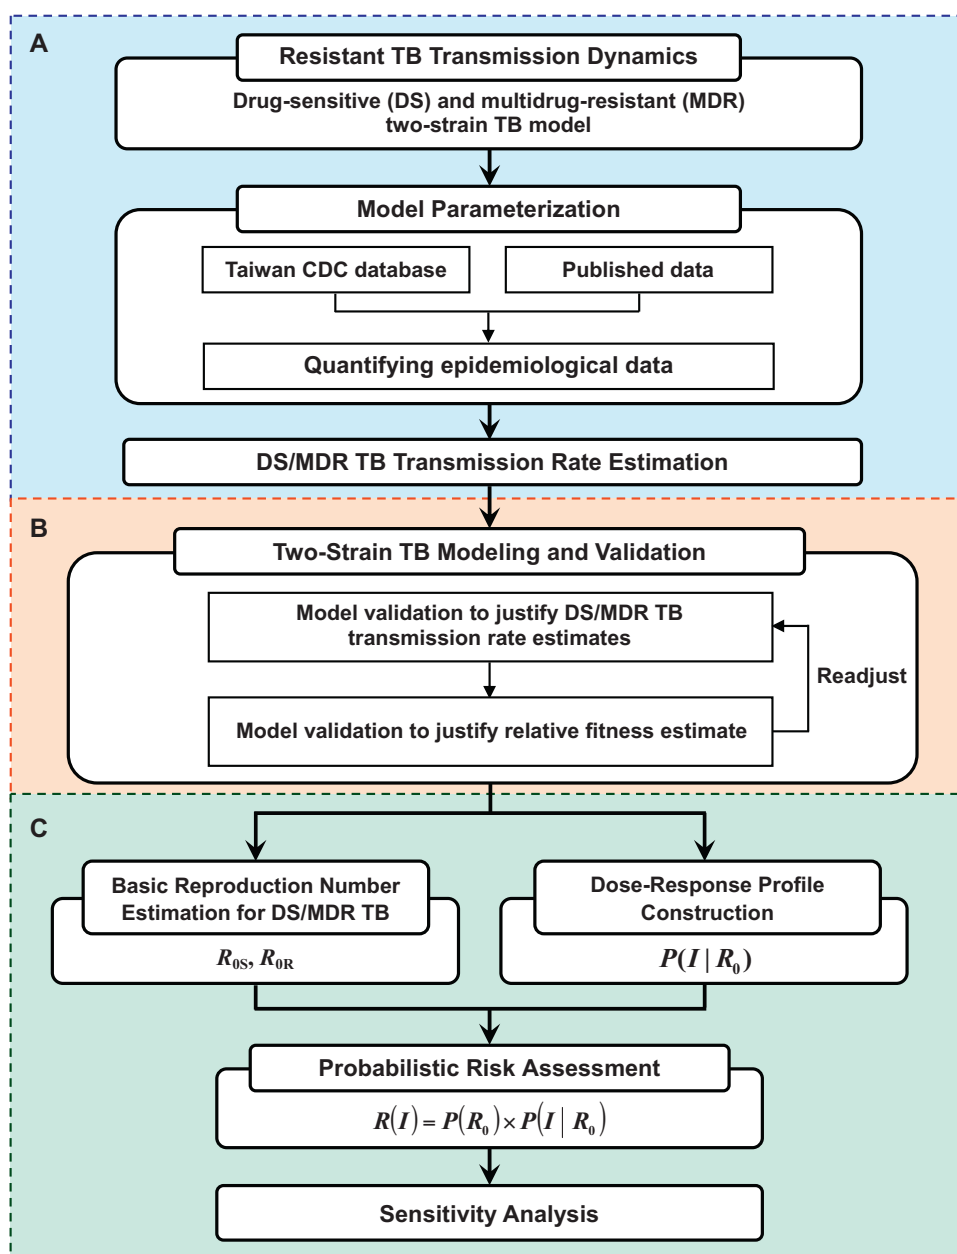 A
Resistant TB Transmission Dynamics
Drug-sensitive (DS) and multidrug-resistant (MDR)
two-strain TB model
Model Parameterization
Taiwan CDC database
Published data
Quantifying epidemiological data
DS/MDR TB Transmission Rate Estimation
B
Two-Strain TB Modeling and Validation
Model validation to justify DS/MDR TB
transmission rate estimates
Readjust
Model validation to justify relative fitness estimate
C
Basic Reproduction Number
Estimation for DS/MDR TB
R₀S, R₀R
Dose-Response Profile
Construction
P(I | R₀)
Probabilistic Risk Assessment
R(I) = P(R₀) × P(I | R₀)
Sensitivity Analysis